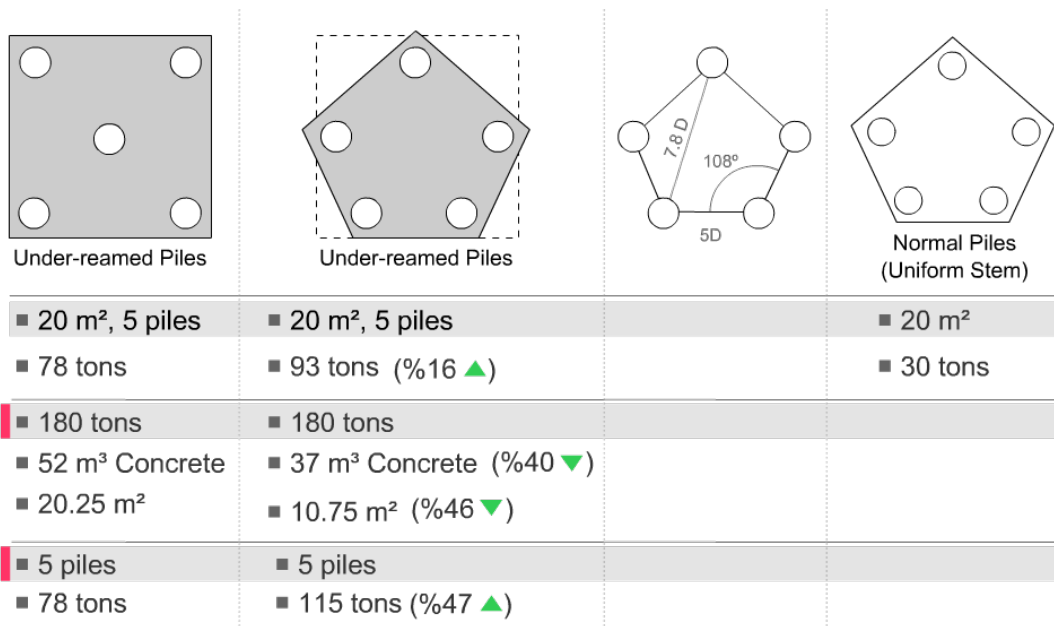 7.8 D
108º
5D
Under-reamed Piles
Under-reamed Piles
Normal Piles
(Uniform Stem)
20 m², 5 piles
20 m², 5 piles
20 m²
78 tons
93 tons (%16 ▲)
30 tons
180 tons
180 tons
52 m³ Concrete
37 m³ Concrete (%40 ▼)
20.25 m²
10.75 m² (%46 ▼)
5 piles
5 piles
78 tons
115 tons (%47 ▲)